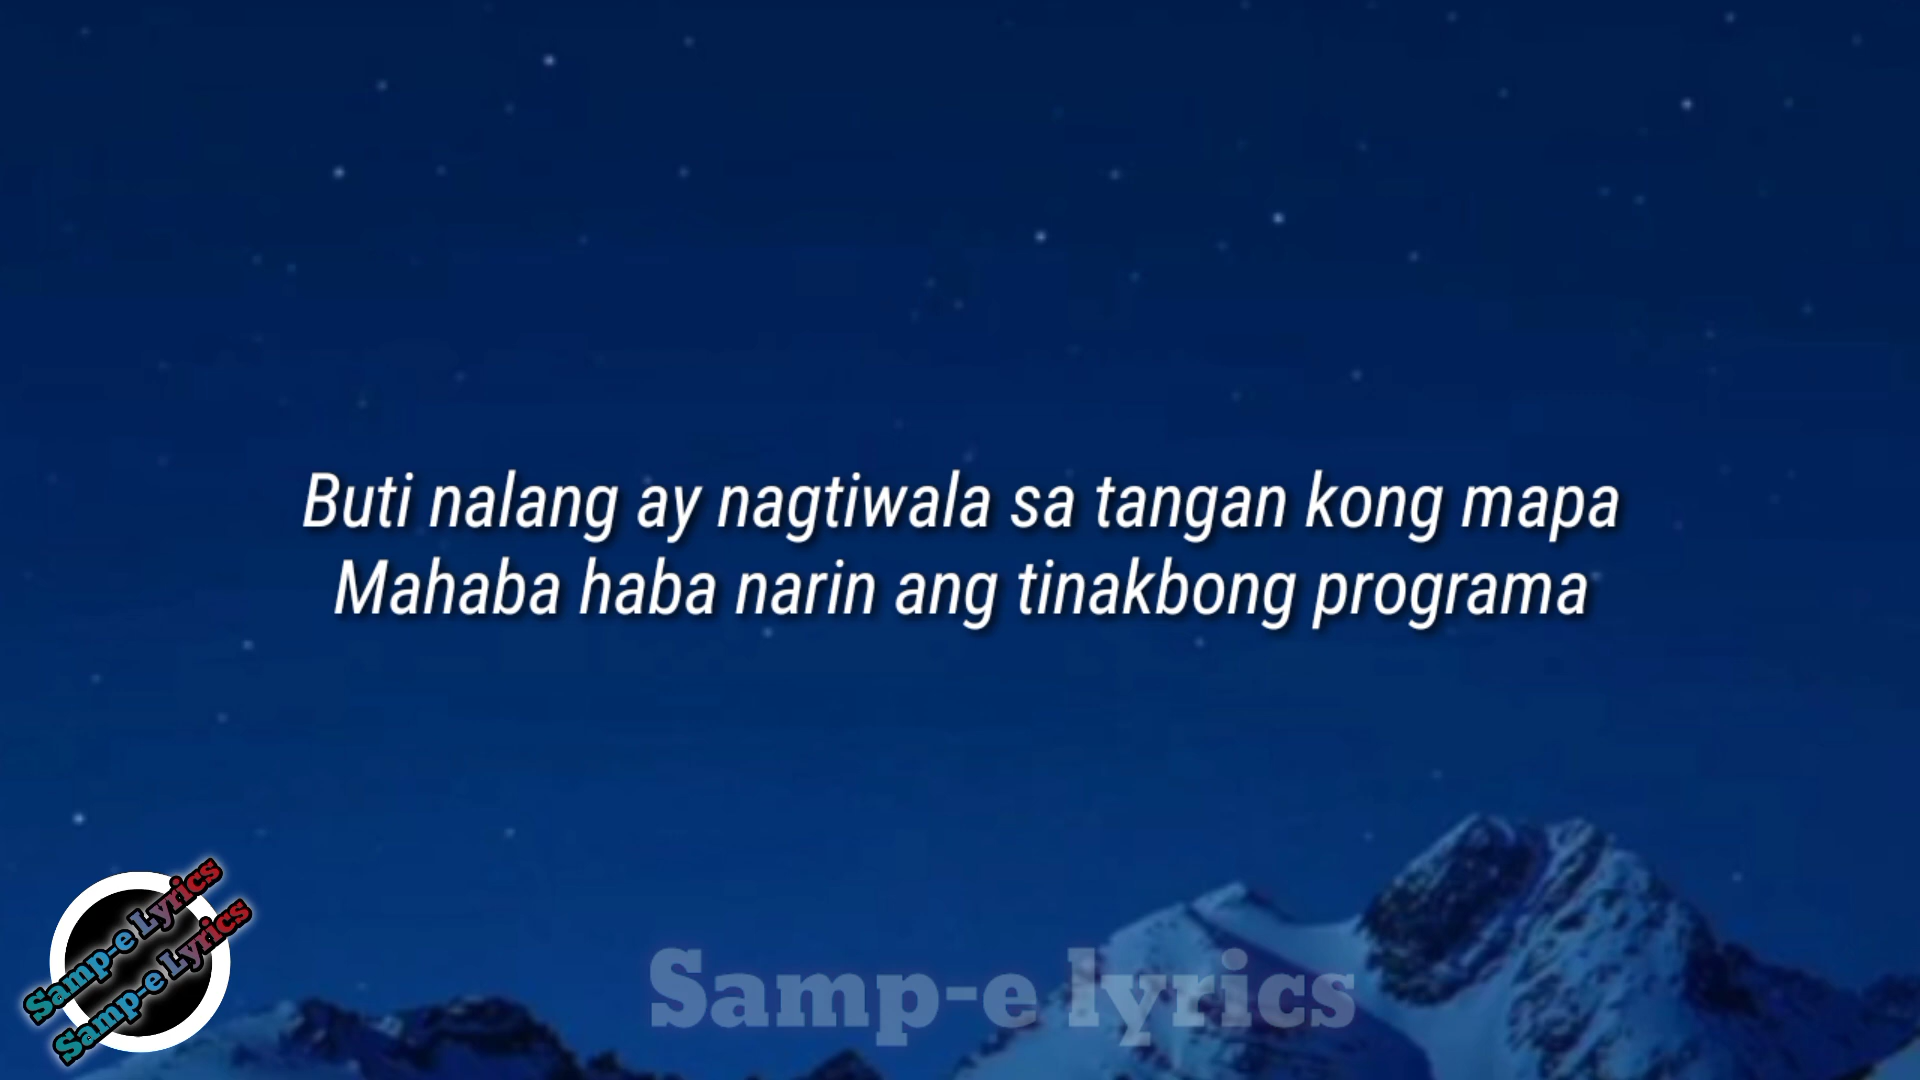 Buti nalang ay nagtiwala sa tangan kong mapa
Mahaba haba narin ang tinakbong programa
Samp-e Lyrics
Samp-e Lyrics
Samp-e lyrics